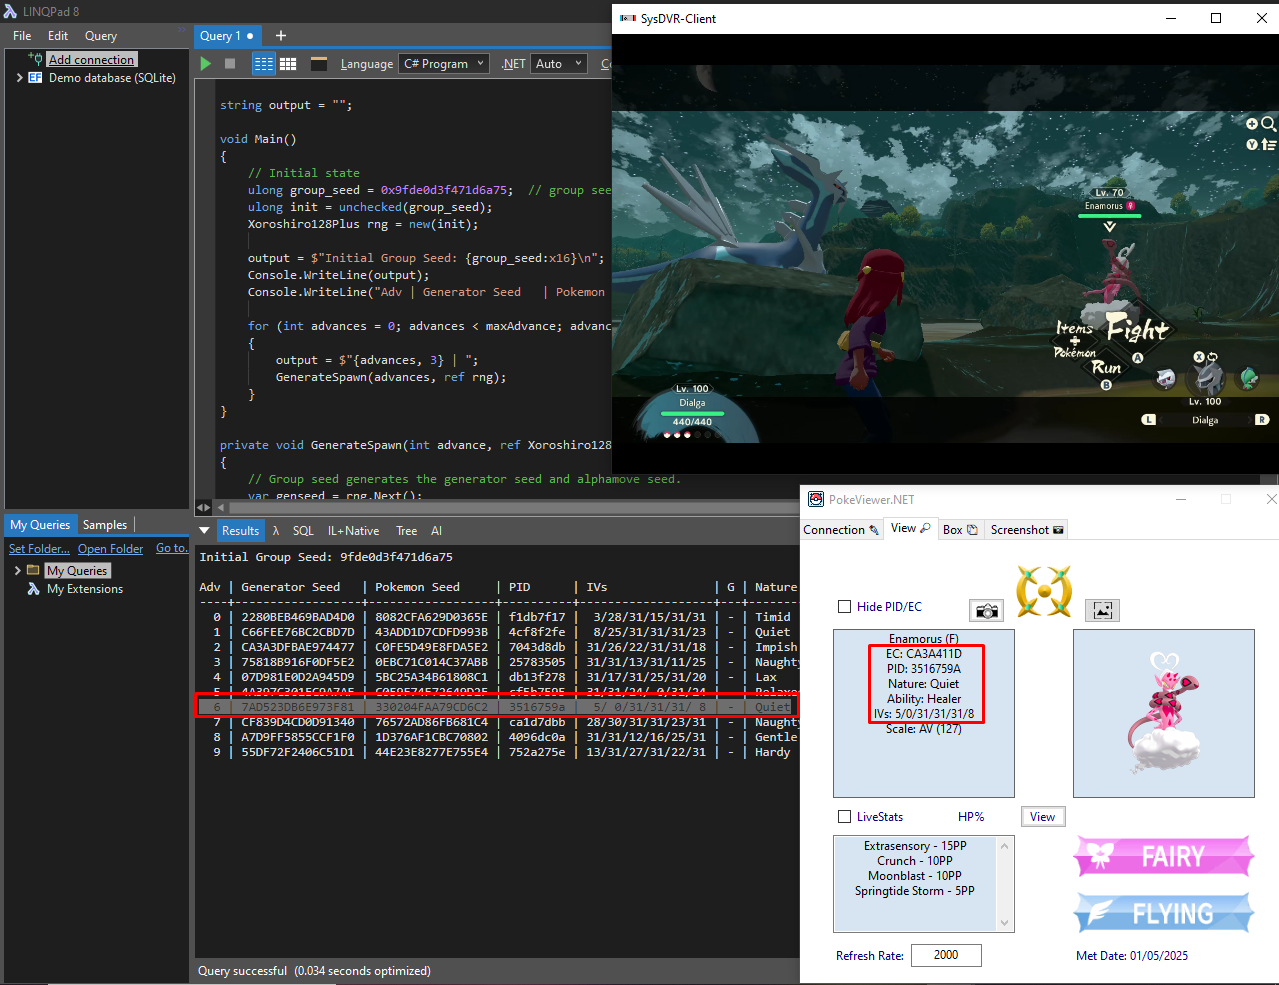 LINQPad 8
File Edit Query
Add connection
EF Demo database (SQLite)
Query 1
Language C# Program .NET Auto
string output = "";
void Main()
{
// Initial state
ulong group_seed = 0x9fde0d3f471d6a75; // group see
ulong init = unchecked(group_seed);
Xoroshiro128Plus rng = new(init);
output = $"Initial Group Seed: {group_seed:x16}\n";
Console.WriteLine(output);
Console.WriteLine("Adv | Generator Seed | Pokemon
for (int advances = 0; advances < maxAdvance; advanc
{
output = $"{advances, 3} | ";
GenerateSpawn(advances, ref rng);
}
}
private void GenerateSpawn(int advance, ref Xoroshiro128
{
// Group seed generates the generator seed and alphamove seed.
var genseed = rng.Next();
My Queries Samples
Set Folder... Open Folder Go to..
My Queries
My Extensions
Results λ SQL IL+Native Tree AI
Initial Group Seed: 9fde0d3f471d6a75
Adv | Generator Seed | Pokemon Seed | PID | IVs | G | Nature
0 | 2280BEB469BAD4D0 | 8082CFA629D0365E | f1db7f17 | 3/28/31/15/31/31 | - | Timid
1 | C66FEE76BC2CBD7D | 43ADD1D7CDFD993B | 4cf8f2fe | 8/25/31/31/31/23 | - | Quiet
2 | CA3A3DFBAE974477 | C0FE5D49E8FDA5E2 | 7043d8db | 31/26/22/31/31/18 | - | Impish
3 | 75818B916F0DF5E2 | 0EBC71C014C37ABB | 25783505 | 31/31/13/31/11/25 | - | Naughty
4 | 07D981E0D2A945D9 | 5BC25A34B61808C1 | db13f278 | 31/17/31/25/31/20 | - | Lax
5 | 4A397C3015C9A7AE | C059574F72649D2E | cf5b7595 | 31/31/24/ 0/31/24 | - | Relaxed
6 | 7AD523DB6E973F81 | 330204FAA79CD6C2 | 3516759a | 5/ 0/31/31/31/ 8 | - | Quiet
7 | CF839D4CD0D91340 | 76572AD86FB681C4 | ca1d7dbb | 28/30/31/31/23/31 | - | Naughty
8 | A7D9FF5855CCF1F0 | 1D376AF1CBC70802 | 4096dc0a | 31/31/12/16/25/31 | - | Gentle
9 | 55DF72F2406C51D1 | 44E23E8277E755E4 | 752a275e | 13/31/27/31/22/31 | - | Hardy
Query successful (0.034 seconds optimized)
SysDVR-Client
Y
Lv. 70
Enamorus
Items
Fight
Pokémon
A
Run
B
X
Lv. 100
Dialga
440/440
Lv. 100
L Dialga R
PokeViewer.NET
Connection View Box Screenshot
Hide PID/EC
Enamorus (F)
EC: CA3A411D
PID: 3516759A
Nature: Quiet
Ability: Healer
IVs: 5/0/31/31/31/8
Scale: AV (127)
LiveStats HP% View
Extrasensory - 15PP
Crunch - 10PP
Moonblast - 10PP
Springtide Storm - 5PP
FAIRY
FLYING
Refresh Rate: 2000
Met Date: 01/05/2025